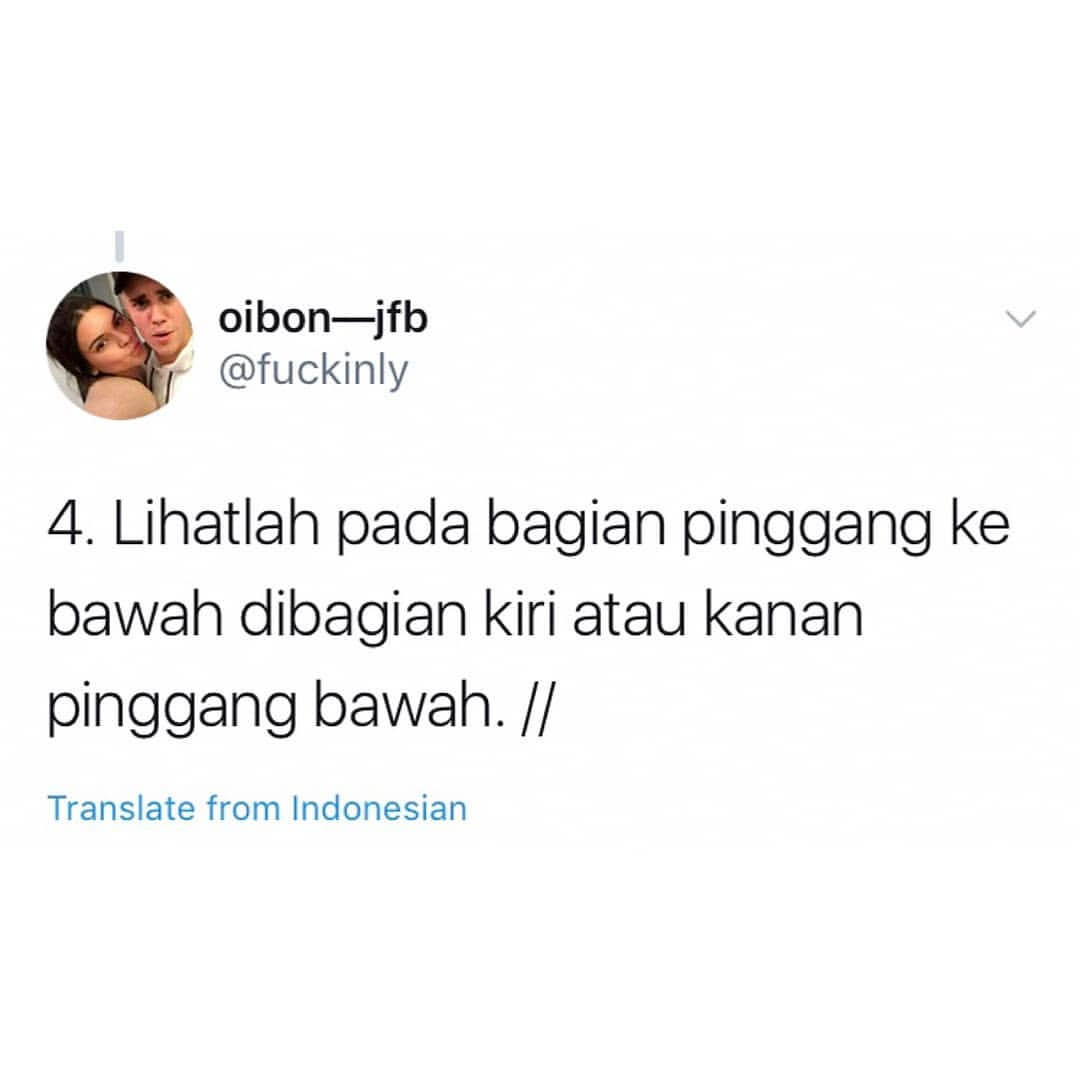 oibon—jfb
@fuckinly
4. Lihatlah pada bagian pinggang ke
bawah dibagian kiri atau kanan
pinggang bawah. //
Translate from Indonesian